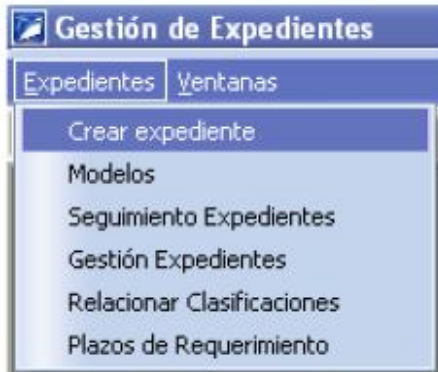 Gestión de Expedientes
Expedientes Ventanas
Crear expediente
Modelos
Seguimiento Expedientes
Gestión Expedientes
Relacionar Clasificaciones
Plazos de Requerimiento